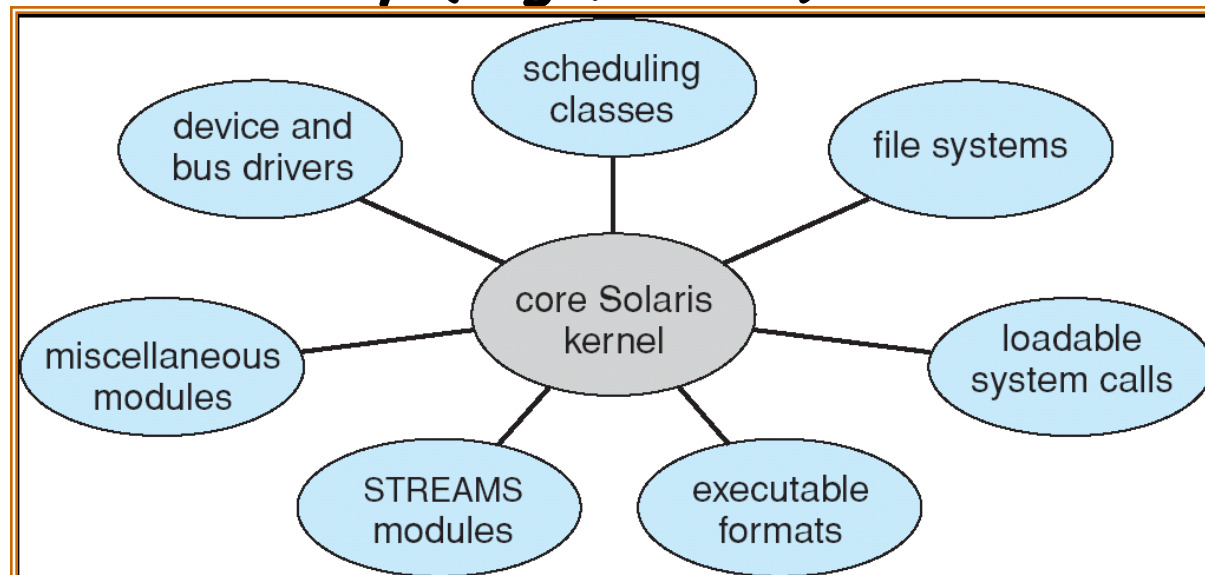 scheduling
classes
device and
bus drivers
file systems
core Solaris
kernel
loadable
system calls
miscellaneous
modules
STREAMS
modules
executable
formats